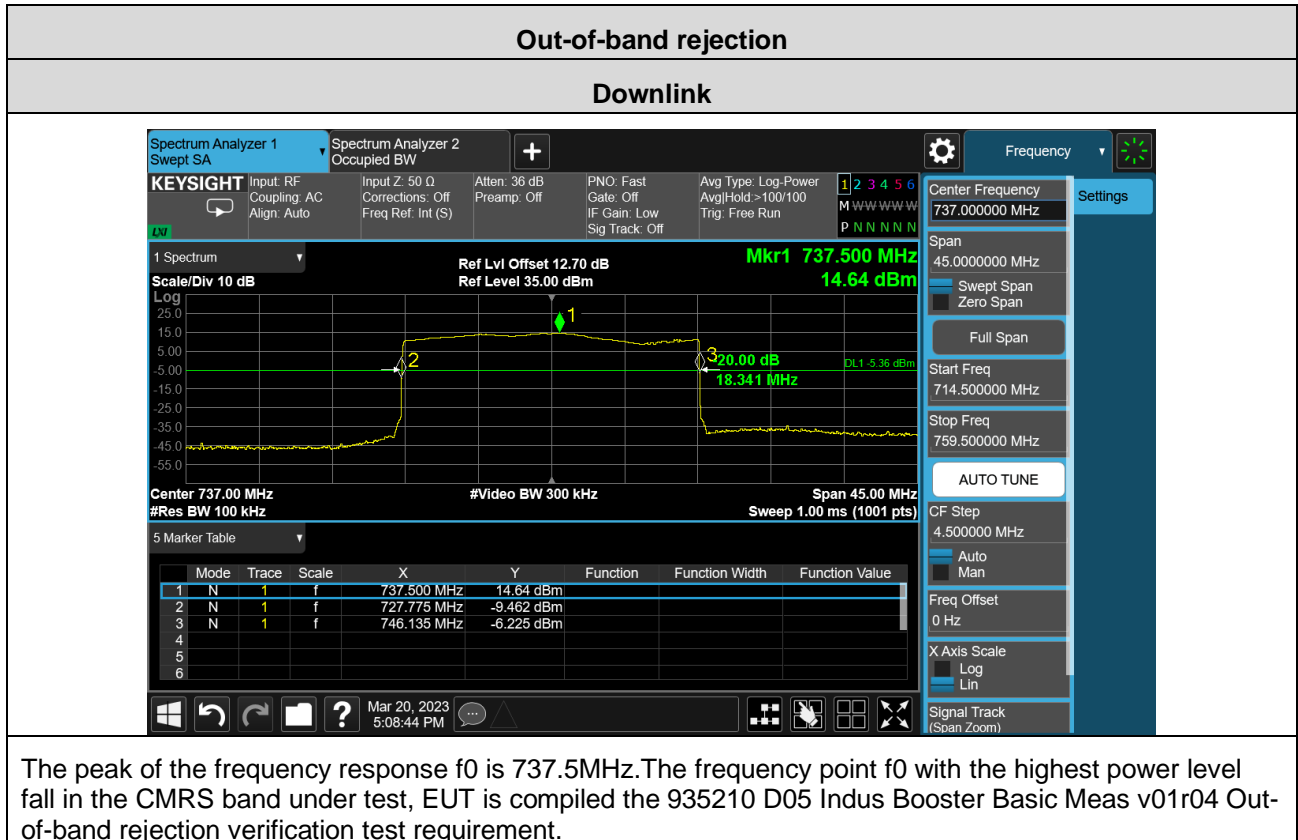 Out-of-band rejection
Downlink
Spectrum Analyzer 1
Swept SA
Spectrum Analyzer 2
Occupied BW
Frequency
KEYSIGHT
LXI
Input: RF
Coupling: AC
Align: Auto
Input Z: 50 Ω
Corrections: Off
Freq Ref: Int (S)
Atten: 36 dB
Preamp: Off
PNO: Fast
Gate: Off
IF Gain: Low
Sig Track: Off
Avg Type: Log-Power
Avg|Hold:>100/100
Trig: Free Run
1 2 3 4 5 6
M W W W W W
P N N N N N
Center Frequency
737.000000 MHz
Settings
Span
45.0000000 MHz
Swept Span
Zero Span
Full Span
Start Freq
714.500000 MHz
Stop Freq
759.500000 MHz
AUTO TUNE
CF Step
4.500000 MHz
Auto
Man
Freq Offset
0 Hz
X Axis Scale
Log
Lin
Signal Track
(Span Zoom)
1 Spectrum
Scale/Div 10 dB
Ref Lvl Offset 12.70 dB
Ref Level 35.00 dBm
Mkr1 737.500 MHz
14.64 dBm
Log
25.0
15.0
5.00
-5.00
-15.0
-25.0
-35.0
-45.0
-55.0
1
2
3
-20.00 dB
18.341 MHz
DL1 -5.36 dBm
Center 737.00 MHz
#Video BW 300 kHz
Span 45.00 MHz
#Res BW 100 kHz
Sweep 1.00 ms (1001 pts)
5 Marker Table
Mode Trace Scale X Y Function Function Width Function Value
1 N 1 f 737.500 MHz 14.64 dBm
2 N 1 f 727.775 MHz -9.462 dBm
3 N 1 f 746.135 MHz -6.225 dBm
4
5
6
?
Mar 20, 2023
5:08:44 PM
The peak of the frequency response f0 is 737.5MHz.The frequency point f0 with the highest power level
fall in the CMRS band under test, EUT is compiled the 935210 D05 Indus Booster Basic Meas v01r04 Out-
of-band rejection verification test requirement.